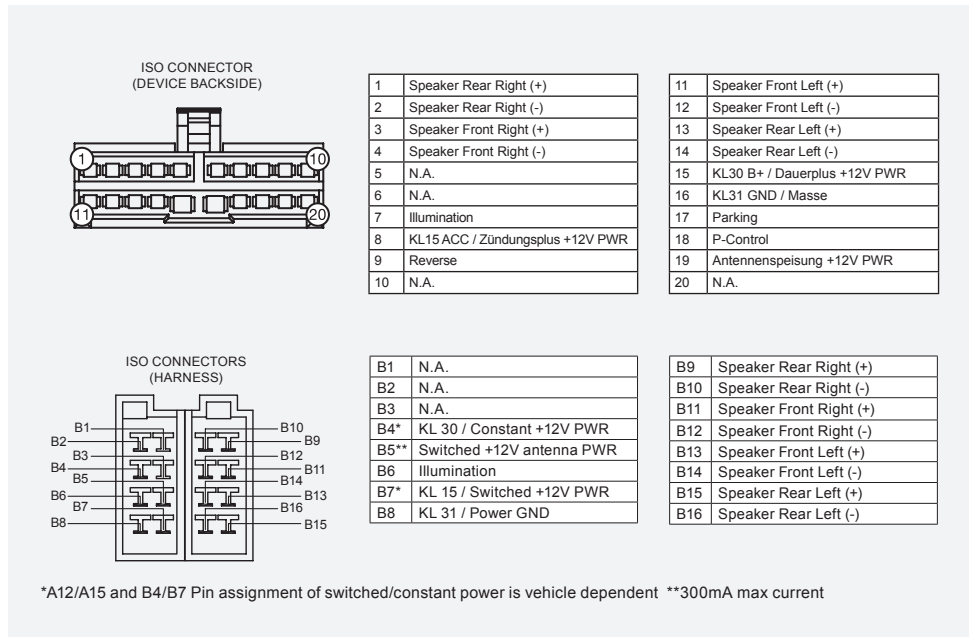 ISO CONNECTOR
(DEVICE BACKSIDE)
1
10
11
20
1 Speaker Rear Right (+)
2 Speaker Rear Right (-)
3 Speaker Front Right (+)
4 Speaker Front Right (-)
5 N.A.
6 N.A.
7 Illumination
8 KL15 ACC / Zündungsplus +12V PWR
9 Reverse
10 N.A.
11 Speaker Front Left (+)
12 Speaker Front Left (-)
13 Speaker Rear Left (+)
14 Speaker Rear Left (-)
15 KL30 B+ / Dauerplus +12V PWR
16 KL31 GND / Masse
17 Parking
18 P-Control
19 Antennenspeisung +12V PWR
20 N.A.
ISO CONNECTORS
(HARNESS)
B1
B2
B3
B4
B5
B6
B7
B8
B10
B9
B12
B11
B14
B13
B16
B15
B1 N.A.
B2 N.A.
B3 N.A.
B4* KL 30 / Constant +12V PWR
B5** Switched +12V antenna PWR
B6 Illumination
B7* KL 15 / Switched +12V PWR
B8 KL 31 / Power GND
B9 Speaker Rear Right (+)
B10 Speaker Rear Right (-)
B11 Speaker Front Right (+)
B12 Speaker Front Right (-)
B13 Speaker Front Left (+)
B14 Speaker Front Left (-)
B15 Speaker Rear Left (+)
B16 Speaker Rear Left (-)
*A12/A15 and B4/B7 Pin assignment of switched/constant power is vehicle dependent **300mA max current